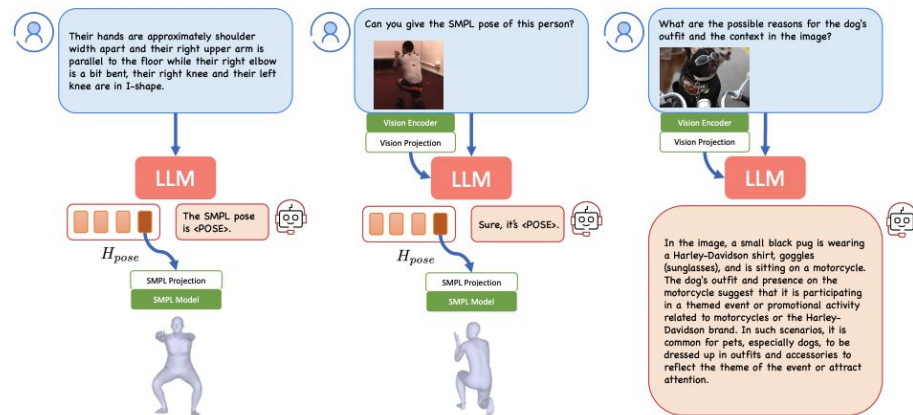 Their hands are approximately shoulder
width apart and their right upper arm is
parallel to the floor while their right elbow
is a bit bent, their right knee and their left
knee are in I-shape.
LLM
The SMPL pose
is <POSE>.
H_pose
SMPL Projection
SMPL Model
Can you give the SMPL pose of this person?
Vision Encoder
Vision Projection
LLM
Sure, it's <POSE>.
H_pose
SMPL Projection
SMPL Model
What are the possible reasons for the dog's
outfit and the context in the image?
Vision Encoder
Vision Projection
LLM
In the image, a small black pug is wearing
a Harley-Davidson shirt, goggles
(sunglasses), and is sitting on a motorcycle.
The dog's outfit and presence on the
motorcycle suggest that it is participating
in a themed event or promotional activity
related to motorcycles or the Harley-
Davidson brand. In such scenarios, it is
common for pets, especially dogs, to be
dressed up in outfits and accessories to
reflect the theme of the event or attract
attention.